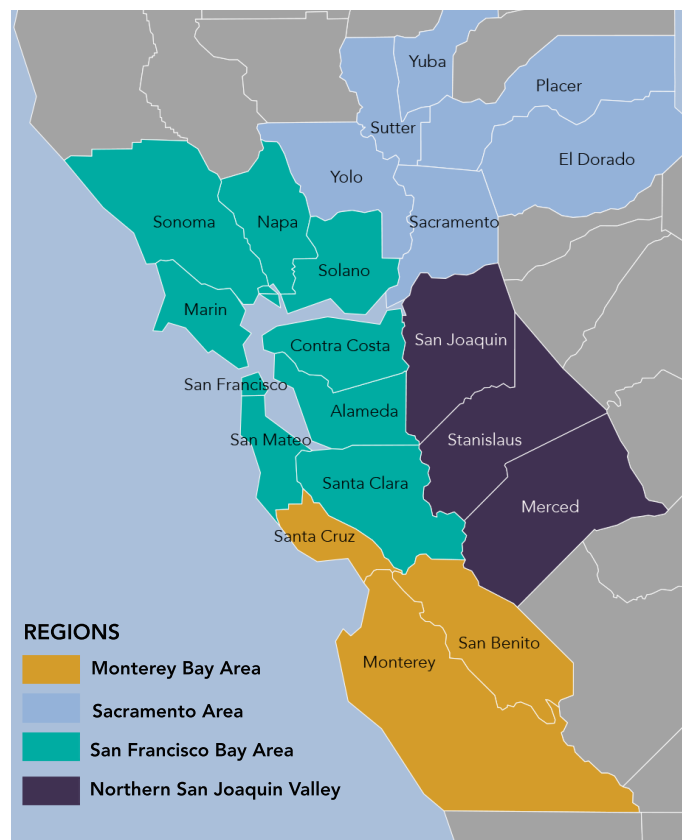 Yuba
Placer
Sutter
El Dorado
Yolo
Sonoma
Napa
Sacramento
Solano
Marin
San Joaquin
Contra Costa
San Francisco
Alameda
San Mateo
Stanislaus
Santa Clara
Merced
Santa Cruz
San Benito
Monterey
REGIONS
Monterey Bay Area
Sacramento Area
San Francisco Bay Area
Northern San Joaquin Valley